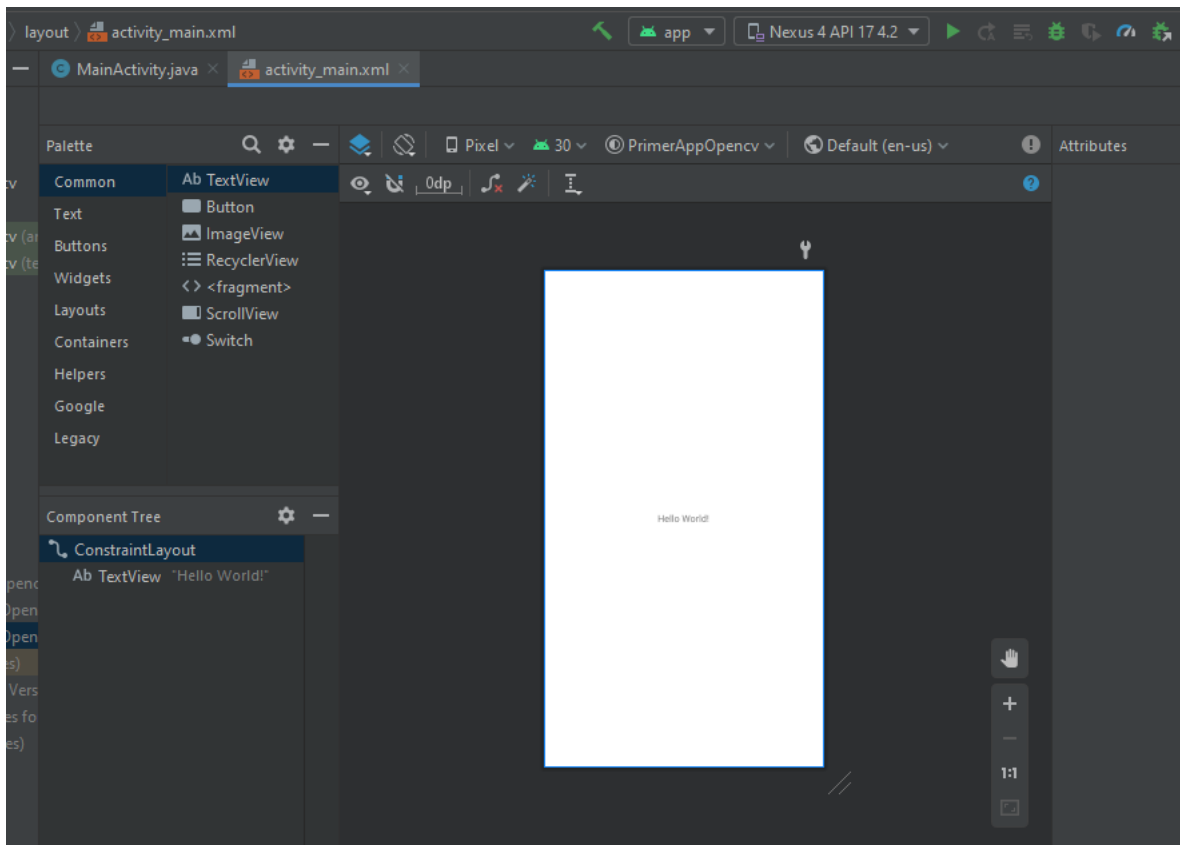 layout activity_main.xml app Nexus 4 API 17 4.2
MainActivity.java activity_main.xml
Palette Pixel 30 PrimerAppOpencv Default (en-us) Attributes
Common
Text
Buttons
Widgets
Layouts
Containers
Helpers
Google
Legacy
Ab TextView
Button
ImageView
RecyclerView
<fragment>
ScrollView
Switch
0dp
Hello World!
Component Tree
ConstraintLayout
Ab TextView "Hello World!"
1:1